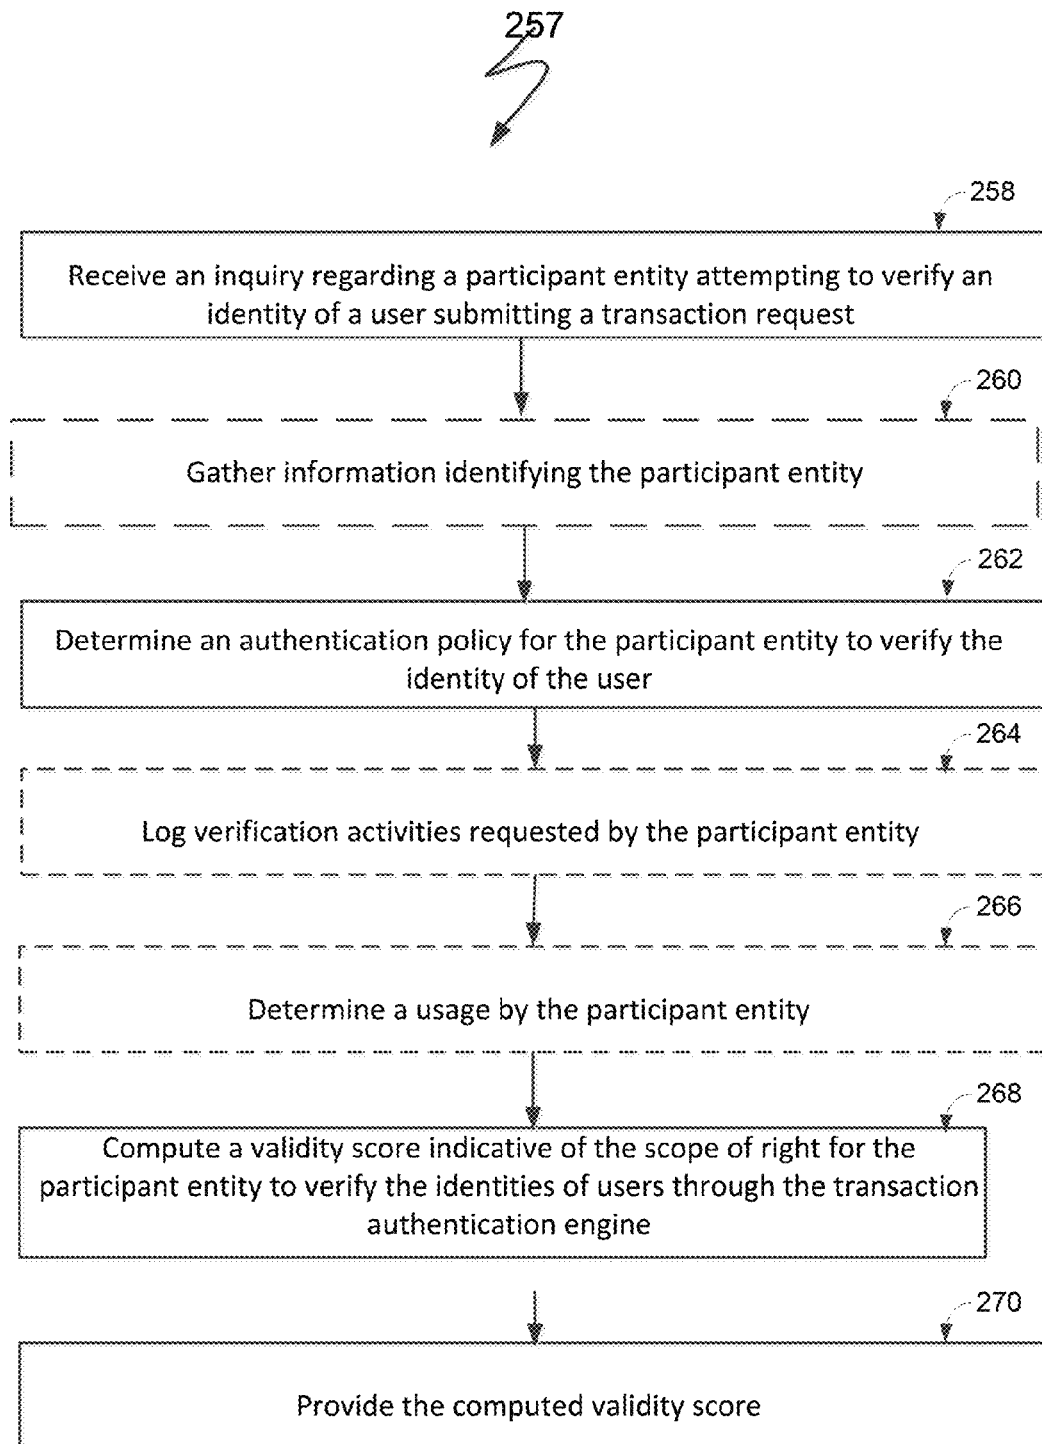 257
258
Receive an inquiry regarding a participant entity attempting to verify an
identity of a user submitting a transaction request
260
Gather information identifying the participant entity
262
Determine an authentication policy for the participant entity to verify the
identity of the user
264
Log verification activities requested by the participant entity
266
Determine a usage by the participant entity
268
Compute a validity score indicative of the scope of right for the
participant entity to verify the identities of users through the transaction
authentication engine
270
Provide the computed validity score